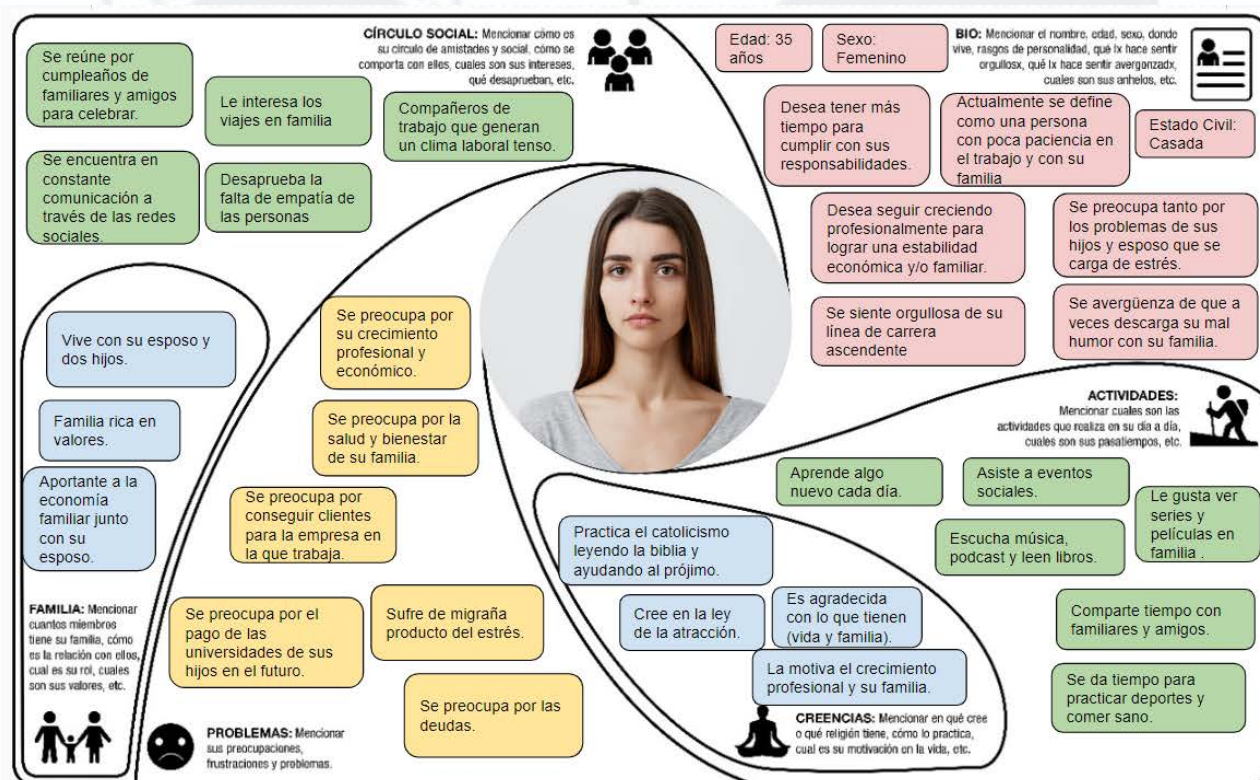 CÍRCULO SOCIAL: Mencionar cómo es
su círculo de amistades y social, cómo se
comporta con ellos, cuales son sus intereses,
qué desaprueban, etc.
Se reúne por
cumpleaños de
familiares y amigos
para celebrar.
Le interesa los
viajes en familia
Compañeros de
trabajo que generan
un clima laboral tenso.
Se encuentra en
constante
comunicación a
través de las redes
sociales.
Desaprueba la
falta de empatía de
las personas
Edad: 35
años
Sexo:
Femenino
BIO: Mencionar el nombre, edad, sexo, donde
vive, rasgos de personalidad, qué lx hace sentir
orgullosx, qué lx hace sentir avergonzadx,
cuales son sus anhelos, etc.
Desea tener más
tiempo para
cumplir con sus
responsabilidades.
Actualmente se define
como una persona
con poca paciencia en
el trabajo y con su
familia
Estado Civil:
Casada
Desea seguir creciendo
profesionalmente para
lograr una estabilidad
económica y/o familiar.
Se preocupa tanto por
los problemas de sus
hijos y esposo que se
carga de estrés.
Se siente orgullosa de su
línea de carrera
ascendente
Se avergüenza de que a
veces descarga su mal
humor con su familia.
Vive con su esposo y
dos hijos.
Familia rica en
valores.
Aportante a la
economía
familiar junto
con su
esposo.
FAMILIA: Mencionar
cuantos miembros
tiene su familia, cómo
es la relación con ellos,
cual es su rol, cuales
son sus valores, etc.
Se preocupa por
su crecimiento
profesional y
económico.
Se preocupa por la
salud y bienestar
de su familia.
Se preocupa por
conseguir clientes
para la empresa en
la que trabaja.
Se preocupa por el
pago de las
universidades de sus
hijos en el futuro.
Sufre de migraña
producto del estrés.
Se preocupa por las
deudas.
PROBLEMAS: Mencionar
sus preocupaciones,
frustraciones y problemas.
Practica el catolicismo
leyendo la biblia y
ayudando al prójimo.
Cree en la ley
de la atracción.
Es agradecida
con lo que tienen
(vida y familia).
La motiva el crecimiento
profesional y su familia.
CREENCIAS: Mencionar en qué cree
o qué religión tiene, cómo lo practica,
cual es su motivación en la vida, etc.
ACTIVIDADES:
Mencionar cuales son las
actividades que realiza en su día a día,
cuales son sus pasatiempos, etc.
Aprende algo
nuevo cada día.
Asiste a eventos
sociales.
Le gusta ver
series y
películas en
familia .
Escucha música,
podcast y leen libros.
Comparte tiempo con
familiares y amigos.
Se da tiempo para
practicar deportes y
comer sano.